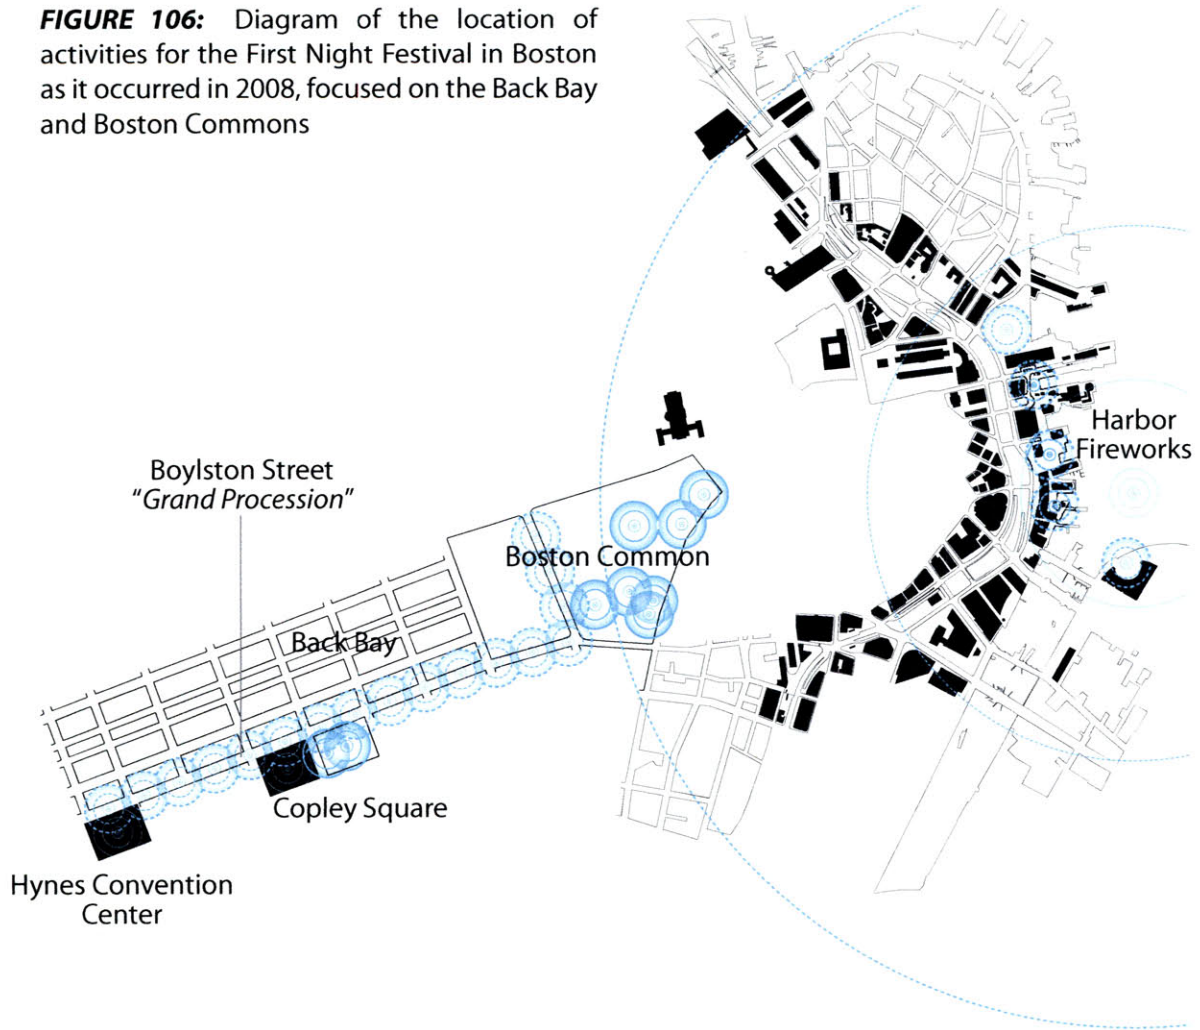 FIGURE 106: Diagram of the location of
activities for the First Night Festival in Boston
as it occurred in 2008, focused on the Back Bay
and Boston Commons
Harbor
Fireworks
Boylston Street
"Grand Procession"
Boston Common
Back Bay
Copley Square
Hynes Convention
Center